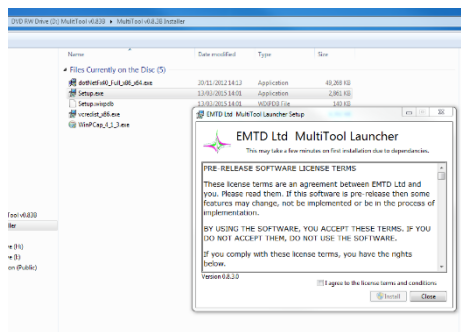 DVD RW Drive (D:) MultiTool v0.83B ▸ MultiTool v0.8.3B Installer
Name Date modified Type Size
Files Currently on the Disc (5)
dotNetFx40_Full_x86_x64.exe 20/11/2012 14:13 Application 49,268 KB
Setup.exe 13/03/2015 14:01 Application 2,961 KB
Setup.wixpdb 13/03/2015 14:01 WIXPDB File 140 KB
vcredist_x86.exe
WinPCap_4_1_3.exe
EMTD Ltd MultiTool Launcher Setup
EMTD Ltd MultiTool Launcher
This may take a few minutes on first installation due to dependancies.
PRE-RELEASE SOFTWARE LICENSE TERMS
These license terms are an agreement between EMTD Ltd and
you. Please read them. If this software is pre-release then some
features may change, not be implemented or be in the process of
implementation.
BY USING THE SOFTWARE, YOU ACCEPT THESE TERMS. IF YOU
DO NOT ACCEPT THEM, DO NOT USE THE SOFTWARE.
If you comply with these license terms, you have the rights
below.
Version 0.8.3.0
I agree to the license terms and conditions
Install Close
Tool v0.83B
ller
ve (H:)
ve (I:)
on (Public)